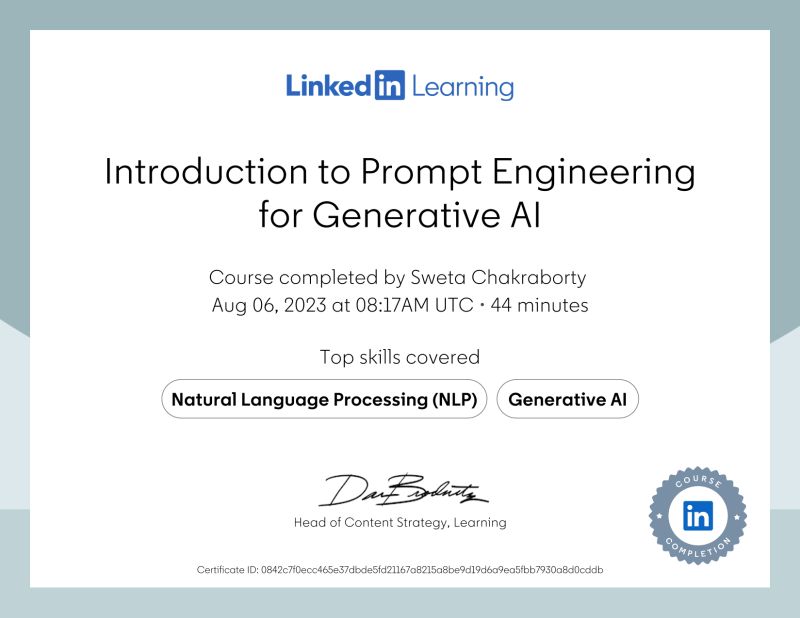 Linked in Learning
Introduction to Prompt Engineering
for Generative AI
Course completed by Sweta Chakraborty
Aug 06, 2023 at 08:17AM UTC • 44 minutes
Top skills covered
Natural Language Processing (NLP) Generative AI
Head of Content Strategy, Learning
COURSE
in
COMPLETION
Certificate ID: 0842c7f0ecc465e37dbde5fd21167a8215a8be9d19d6a9ea5fbb7930a8d0cddb